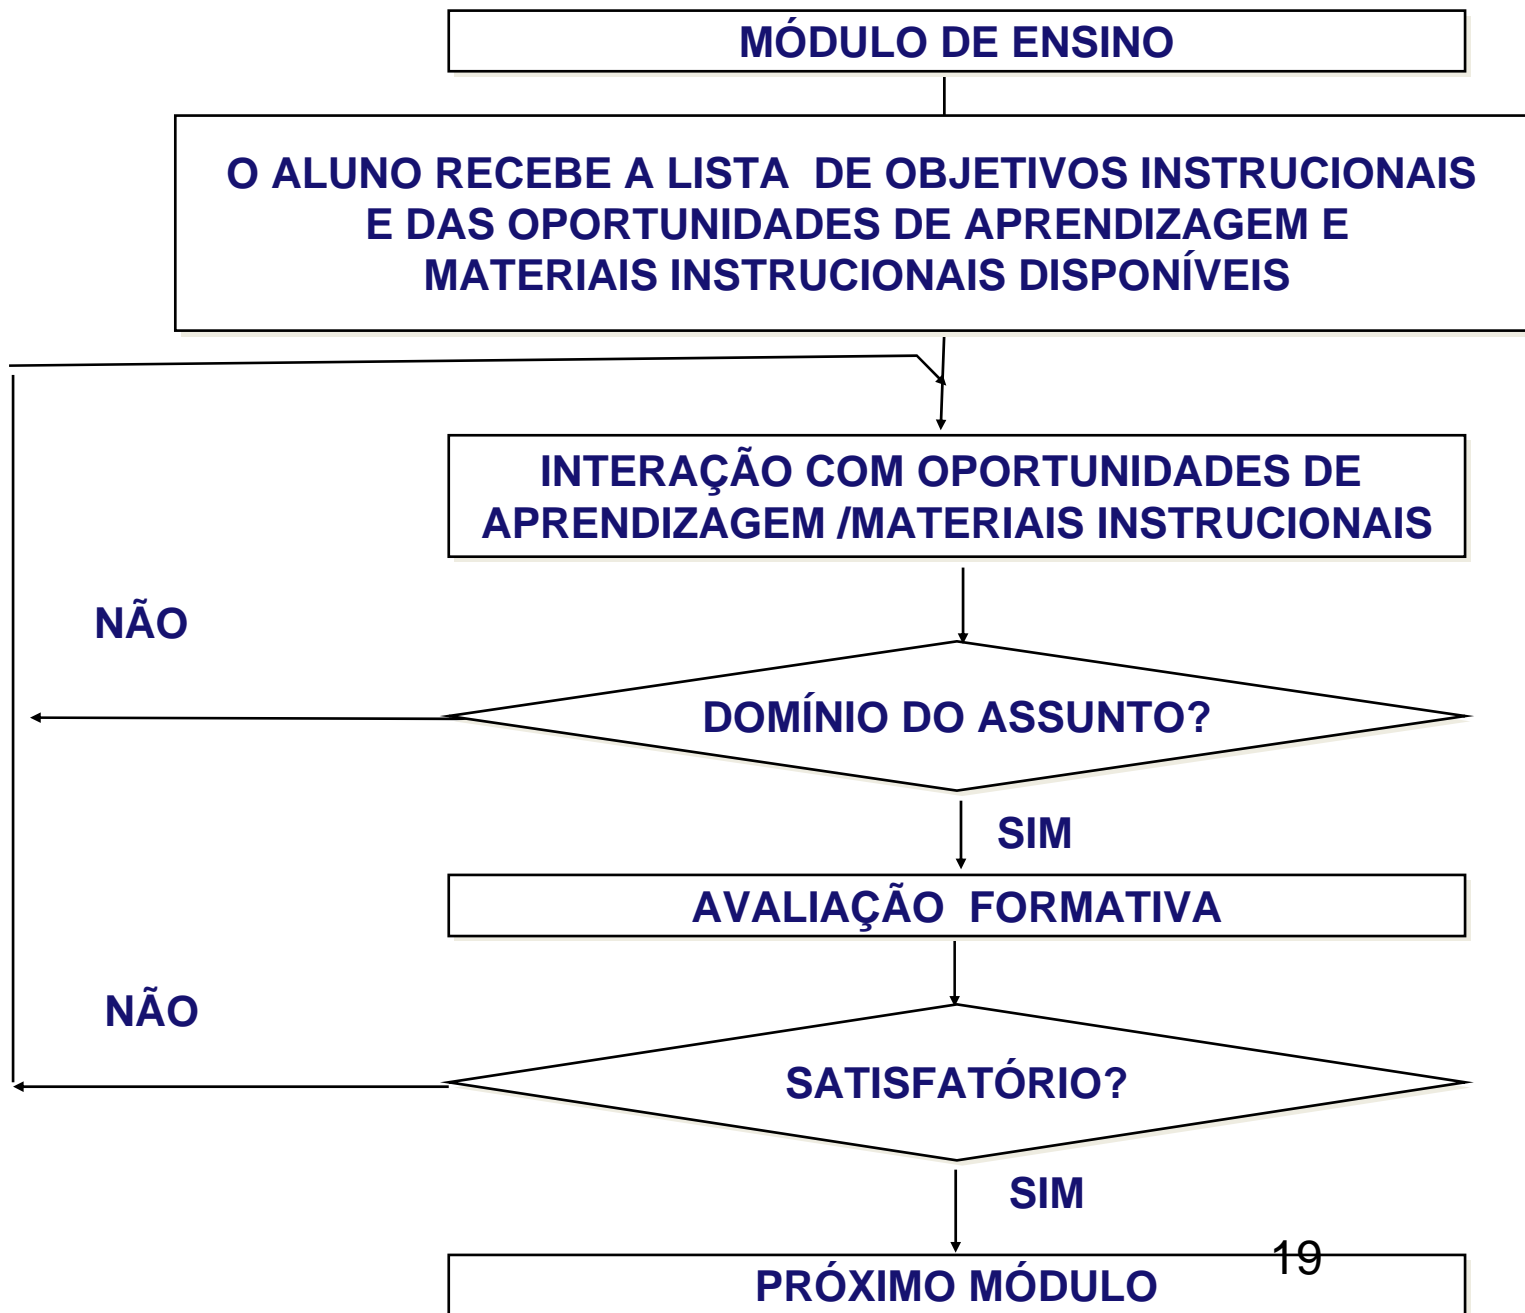 MÓDULO DE ENSINO
O ALUNO RECEBE A LISTA DE OBJETIVOS INSTRUCIONAIS
E DAS OPORTUNIDADES DE APRENDIZAGEM E
MATERIAIS INSTRUCIONAIS DISPONÍVEIS
INTERAÇÃO COM OPORTUNIDADES DE
APRENDIZAGEM /MATERIAIS INSTRUCIONAIS
NÃO
DOMÍNIO DO ASSUNTO?
SIM
AVALIAÇÃO FORMATIVA
NÃO
SATISFATÓRIO?
SIM
19
PRÓXIMO MÓDULO